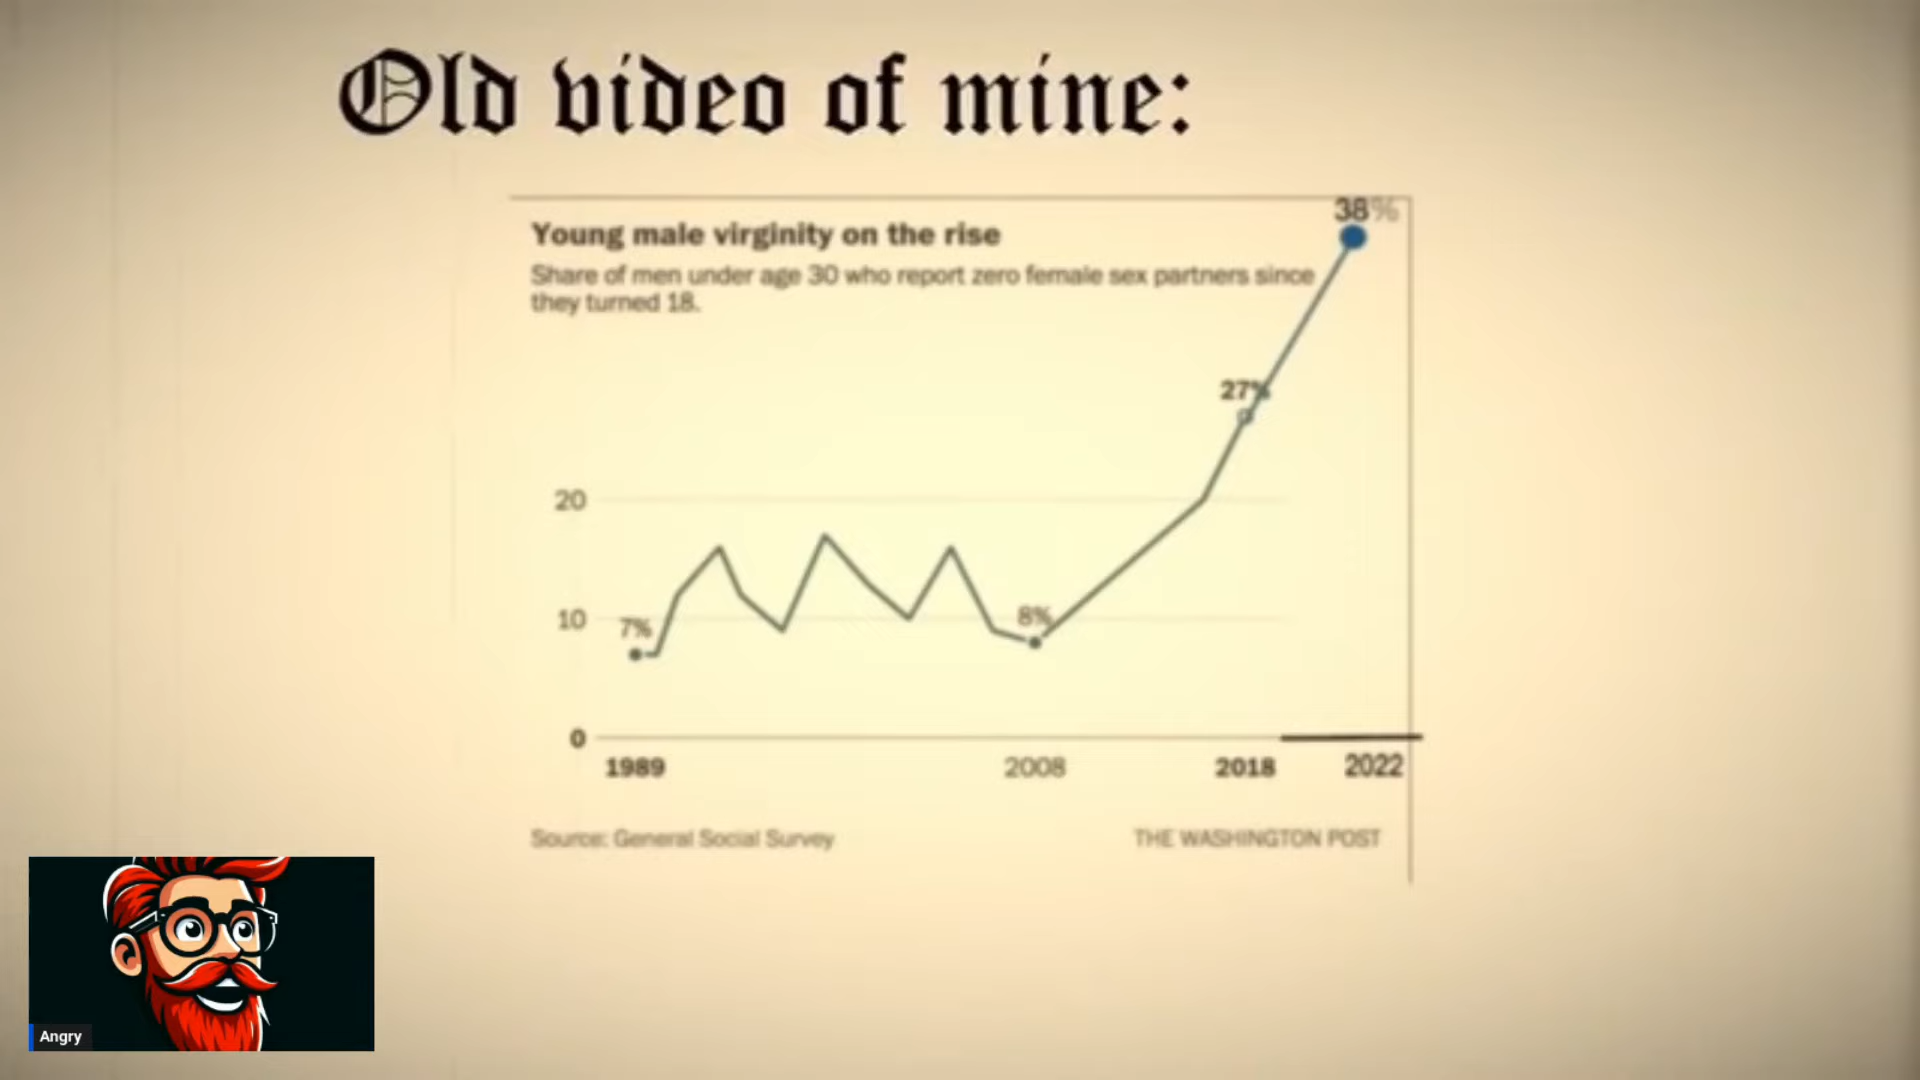 Old video of mine:
38%
Young male virginity on the rise
Share of men under age 30 who report zero female sex partners since
they turned 18.
27%
20
10
7%
8%
0
1989
2008
2018
2022
Source: General Social Survey
THE WASHINGTON POST
Angry